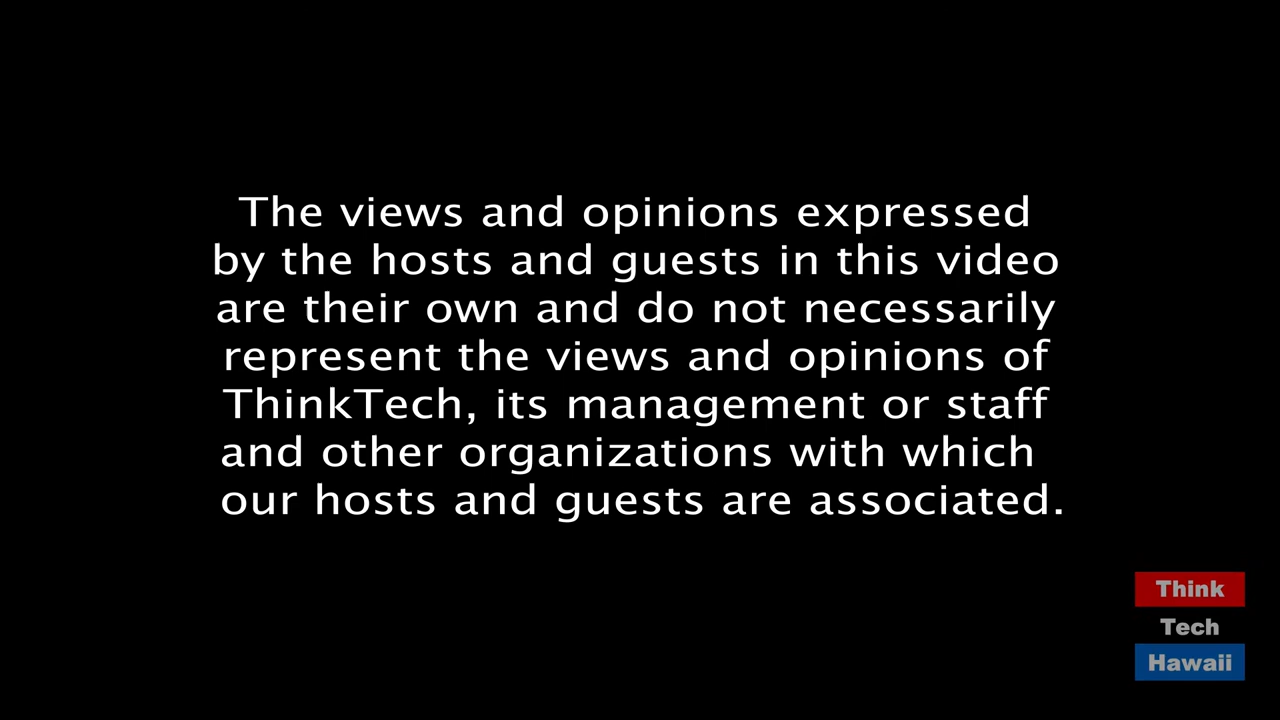 The views and opinions expressed
by the hosts and guests in this video
are their own and do not necessarily
represent the views and opinions of
ThinkTech, its management or staff
and other organizations with which
our hosts and guests are associated.
Think
Tech
Hawaii